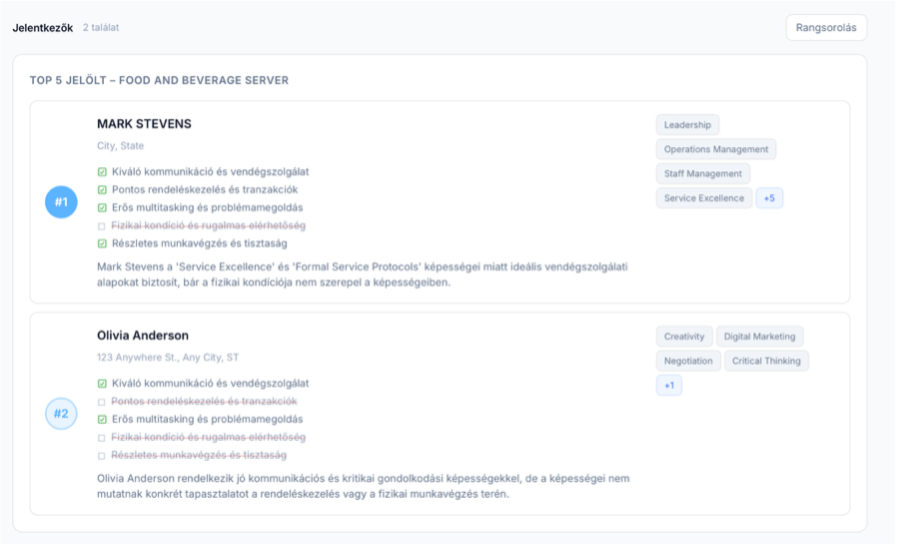 Jelentkezők 2 találat
Rangsorolás
TOP 5 JELÖLT – FOOD AND BEVERAGE SERVER
#1
MARK STEVENS
City, State
Kiváló kommunikáció és vendégszolgálat
Pontos rendeléskezelés és tranzakciók
Erős multitasking és problémamegoldás
Fizikai kondíció és rugalmas elérhetőség
Részletes munkavégzés és tisztaság
Mark Stevens a 'Service Excellence' és 'Formal Service Protocols' képességei miatt ideális vendégszolgálati
alapokat biztosít, bár a fizikai kondíciója nem szerepel a képességeiben.
Leadership
Operations Management
Staff Management
Service Excellence +5
#2
Olivia Anderson
123 Anywhere St., Any City, ST
Kiváló kommunikáció és vendégszolgálat
Pontos rendeléskezelés és tranzakciók
Erős multitasking és problémamegoldás
Fizikai kondíció és rugalmas elérhetőség
Részletes munkavégzés és tisztaság
Olivia Anderson rendelkezik jó kommunikációs és kritikai gondolkodási képességekkel, de a képességei nem
mutatnak konkrét tapasztalatot a rendeléskezelés vagy a fizikai munkavégzés terén.
Creativity Digital Marketing
Negotiation Critical Thinking
+1